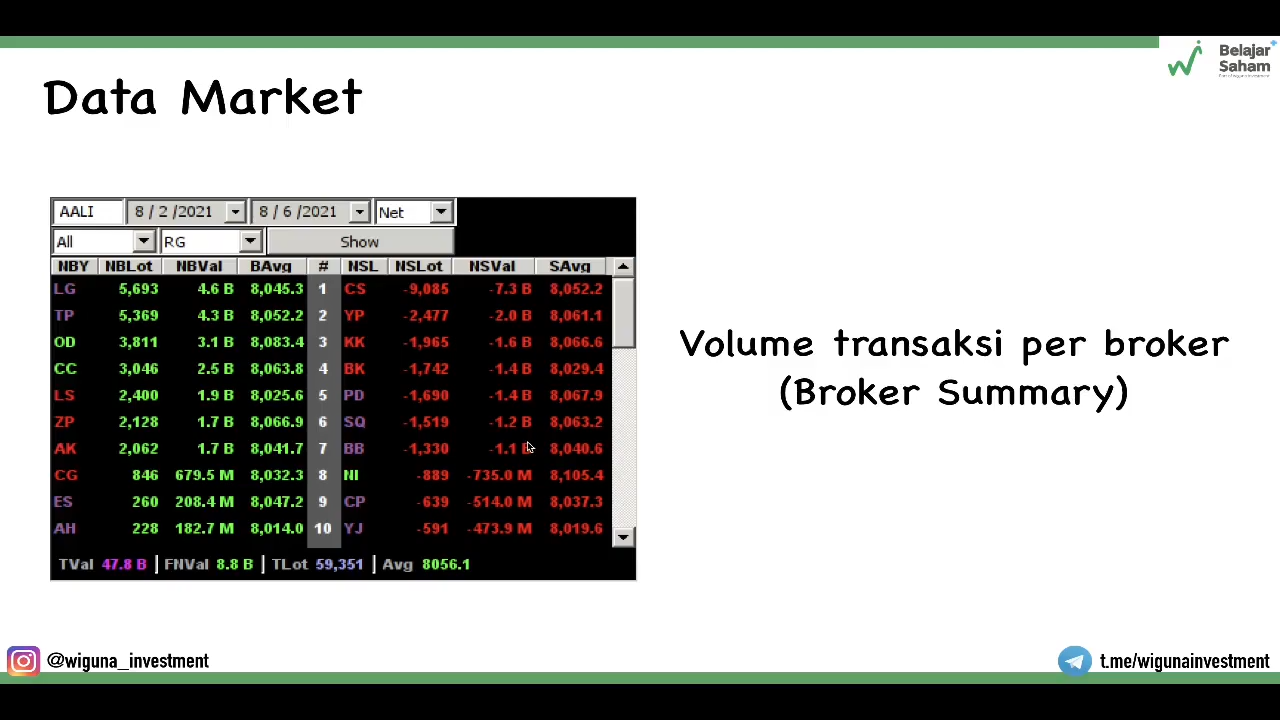 Belajar
Saham
Data Market
AALI 8 / 2 /2021 8 / 6 /2021 Net
All RG Show
NBY NBLot NBVal BAvg # NSL NSLot NSVal SAvg
LG 5,693 4.6 B 8,045.3 1 CS -9,085 -7.3 B 8,052.2
TP 5,369 4.3 B 8,052.2 2 YP -2,477 -2.0 B 8,061.1
OD 3,811 3.1 B 8,083.4 3 KK -1,965 -1.6 B 8,066.6
CC 3,046 2.5 B 8,063.8 4 BK -1,742 -1.4 B 8,029.4
LS 2,400 1.9 B 8,025.6 5 PD -1,690 -1.4 B 8,067.9
ZP 2,128 1.7 B 8,066.9 6 SQ -1,519 -1.2 B 8,063.2
AK 2,062 1.7 B 8,041.7 7 BB -1,330 -1.1 B 8,040.6
CG 846 679.5 M 8,032.3 8 NI -889 -735.0 M 8,105.4
ES 260 208.4 M 8,047.2 9 CP -639 -514.0 M 8,037.3
AH 228 182.7 M 8,014.0 10 YJ -591 -473.9 M 8,019.6
TVal 47.8 B FNVal 8.8 B TLot 59,351 Avg 8056.1
Volume transaksi per broker
(Broker Summary)
@wiguna_investment
t.me/wigunainvestment